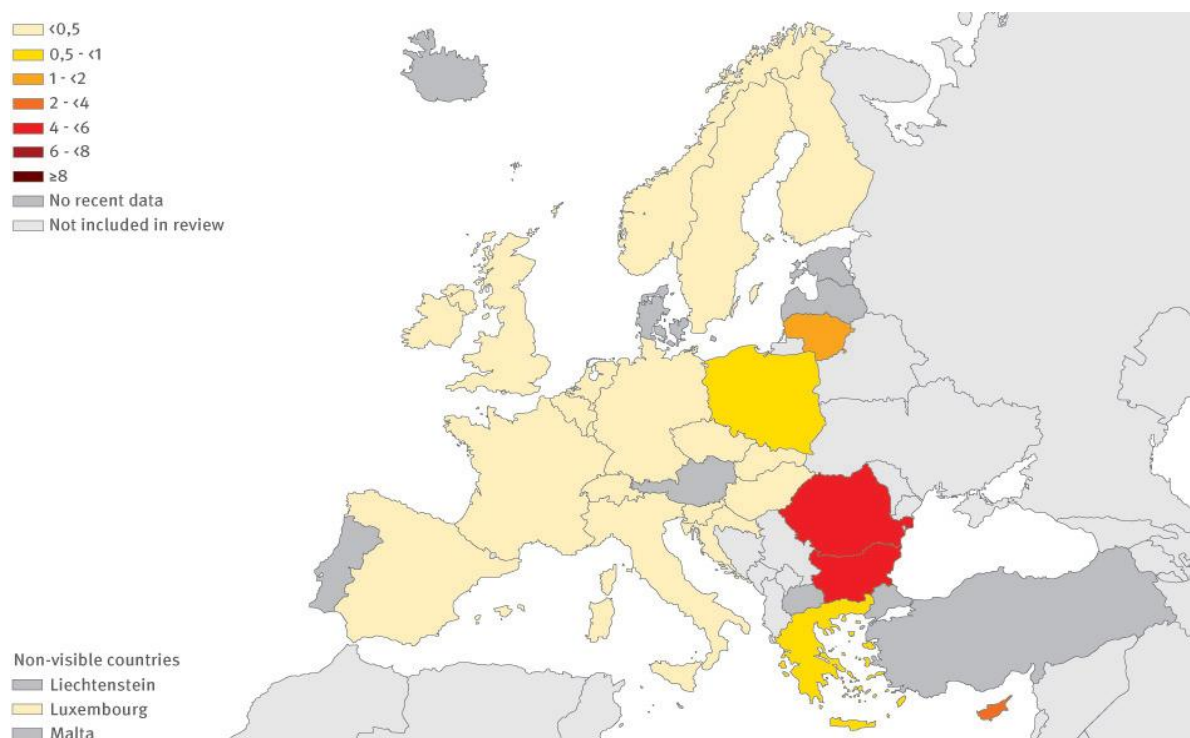 <0,5
0,5 - <1
1 - <2
2 - <4
4 - <6
6 - <8
≥8
No recent data
Not included in review
Non-visible countries
Liechtenstein
Luxembourg
Malta